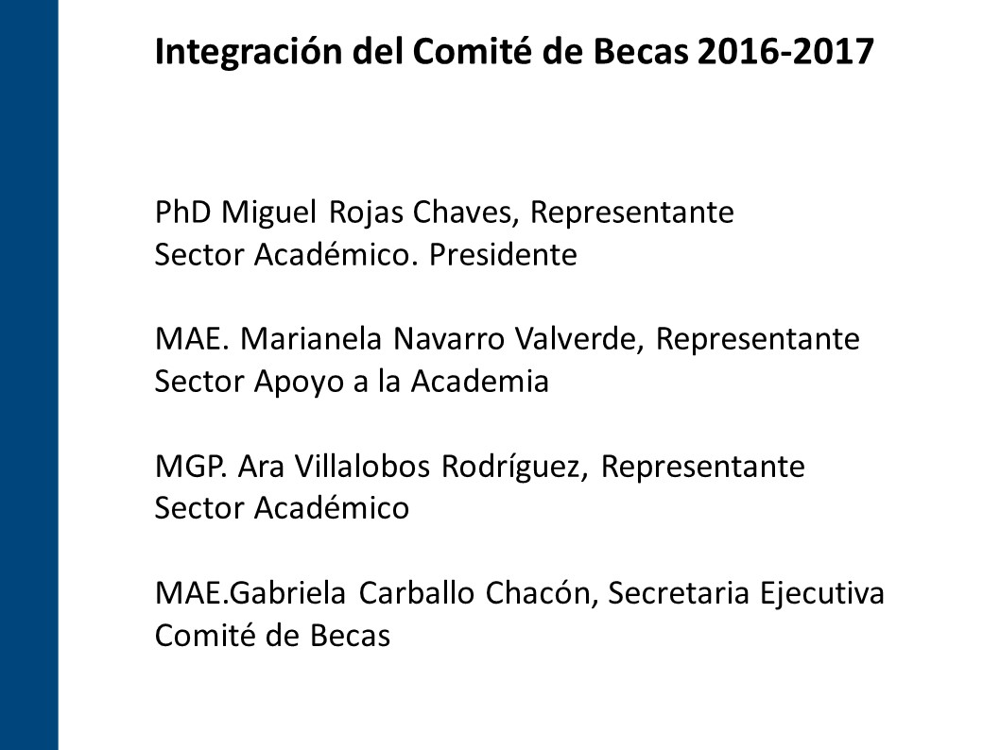 Integración del Comité de Becas 2016-2017
PhD Miguel Rojas Chaves, Representante
Sector Académico. Presidente
MAE. Marianela Navarro Valverde, Representante
Sector Apoyo a la Academia
MGP. Ara Villalobos Rodríguez, Representante
Sector Académico
MAE.Gabriela Carballo Chacón, Secretaria Ejecutiva
Comité de Becas